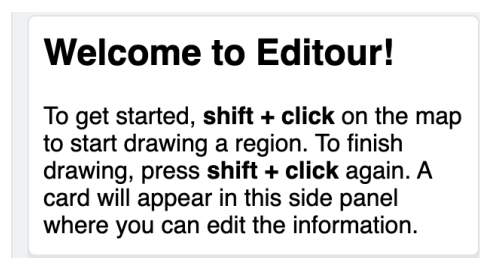 Welcome to Editour!
To get started, shift + click on the map
to start drawing a region. To finish
drawing, press shift + click again. A
card will appear in this side panel
where you can edit the information.